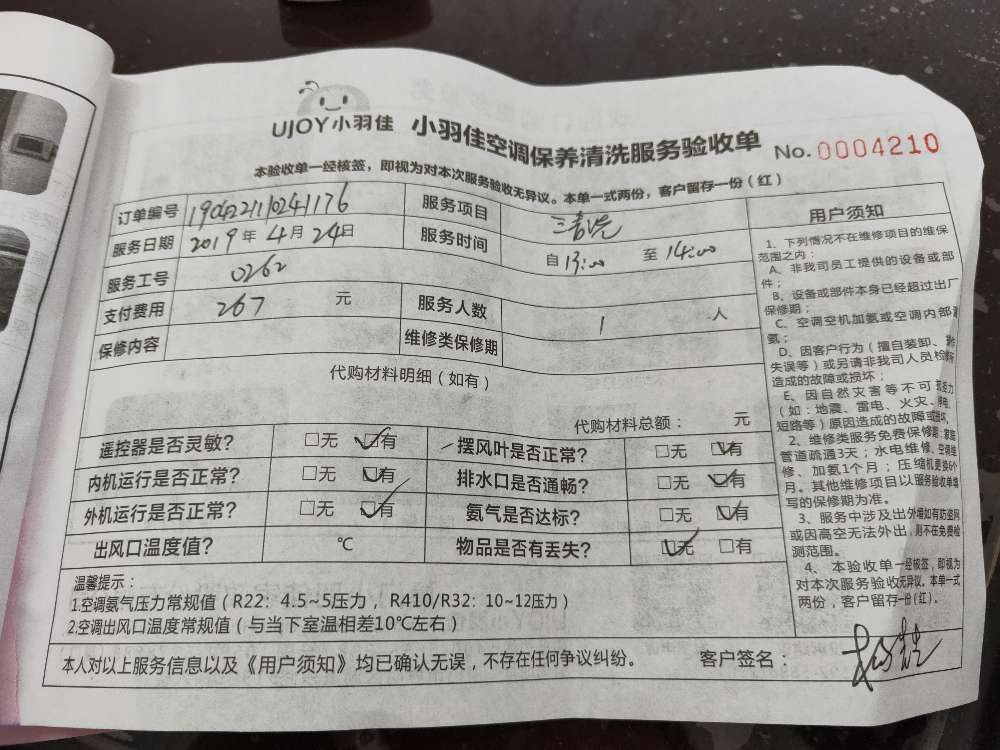 UJOY小羽佳 小羽佳空调保养清洗服务验收单 No.0004210
本验收单一经核签，即视为对本次服务验收无异议。本单一式两份，客户留存一份（红）
订单编号 服务项目
服务日期 2019年4月24日 服务时间 自13:00 至14:00
服务工号 0262
支付费用 267 元 服务人数 1 人
保修内容 维修类保修期
代购材料明细（如有）
代购材料总额： 元
遥控器是否灵敏？ □无 □有 摆风叶是否正常？ □无 □有
内机运行是否正常？ □无 □有 排水口是否通畅？ □无 □有
外机运行是否正常？ □无 □有 氨气是否达标？ □无 □有
出风口温度值？ ℃ 物品是否有丢失？ □无 □有
温馨提示：
1.空调氨气压力常规值（R22：4.5~5压力，R410/R32：10~12压力）
2.空调出风口温度常规值（与当下室温相差10℃左右）
本人对以上服务信息以及《用户须知》均已确认无误，不存在任何争议纠纷。 客户签名：
用户须知
1、下列情况不在维修项目的维保
范围之内：
A、非我司员工提供的设备或部
件；
B、设备或部件本身已经超过出厂
保修期；
C、空调空机加氨或空调内部漏
氨；
D、因客户行为（擅自装卸、操作
失误等）或另请非我司人员检修
造成的故障或损坏；
E、因自然灾害等不可抗力
（如：地震、雷电、火灾、停电、
短路等）原因造成的故障或损坏。
2、维修类服务免费保修期：家庭
管道疏通3天；水电维修、空调维
修、加氨1个月；压缩机更换6个
月。其他维修项目以服务验收单填
写的保修期为准。
3、服务中涉及出外墙如有防盗网
或因高空无法外出，则不在免费检
测范围。
4、本验收单一经核签，即视为
对本次服务验收无异议。本单一式
两份，客户留存一份（红）。